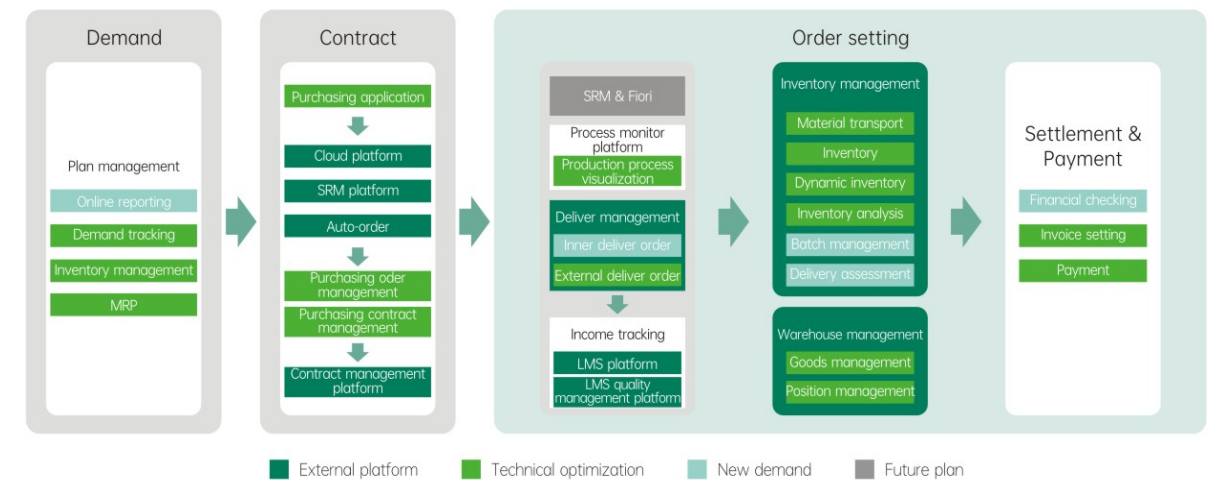 Demand
Plan management
Online reporting
Demand tracking
Inventory management
MRP
Contract
Purchasing application
Cloud platform
SRM platform
Auto-order
Purchasing oder
management
Purchasing contract
management
Contract management
platform
Order setting
SRM & Fiori
Process monitor
platform
Production process
visualization
Deliver management
Inner deliver order
External deliver order
Income tracking
LMS platform
LMS quality
management platform
Inventory management
Material transport
Inventory
Dynamic inventory
Inventory analysis
Batch management
Delivery assessment
Warehouse management
Goods management
Position management
Settlement &
Payment
Financial checking
Invoice setting
Payment
External platform
Technical optimization
New demand
Future plan